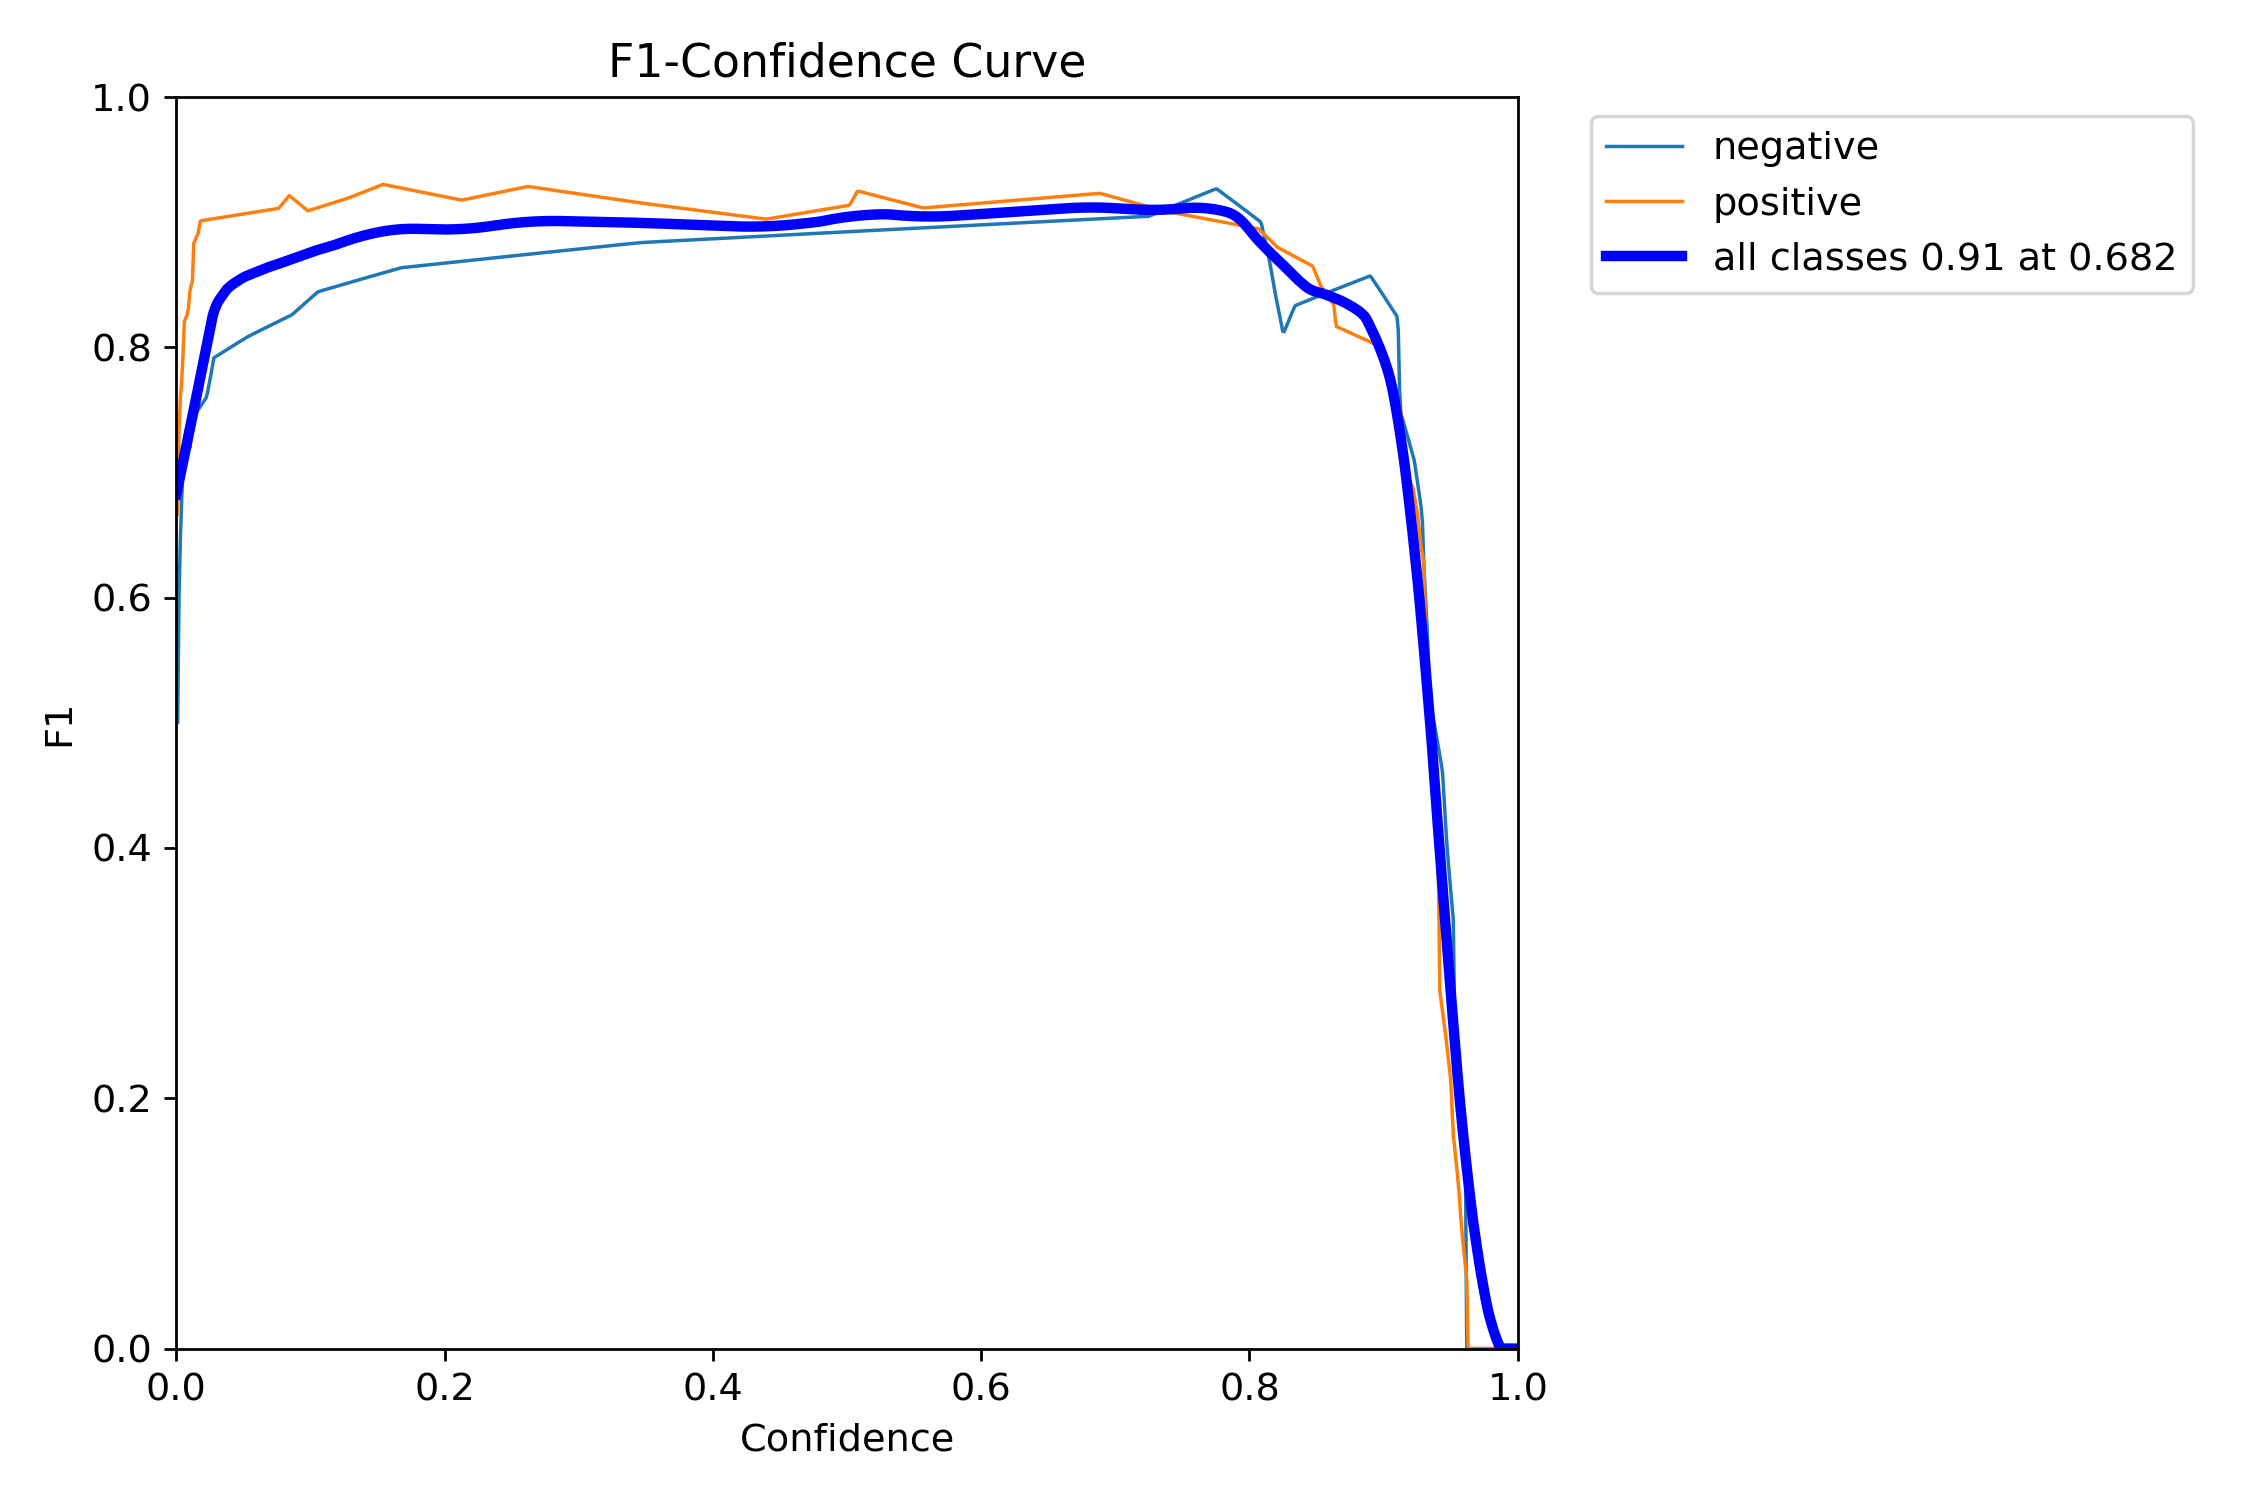 F1-Confidence Curve
1.0
0.8
0.6
0.4
0.2
0.0
F1
0.0 0.2 0.4 0.6 0.8 1.0
Confidence
negative
positive
all classes 0.91 at 0.682